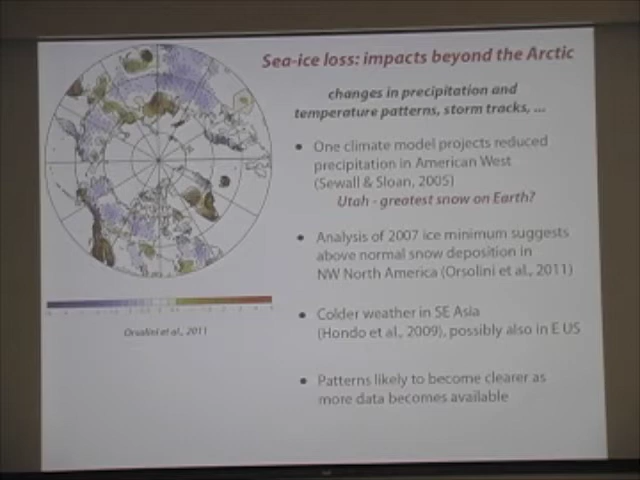 Sea-ice loss: impacts beyond the Arctic
changes in precipitation and
temperature patterns, storm tracks, ...
• One climate model projects reduced
precipitation in American West
(Sewall & Sloan, 2005)
Utah - greatest snow on Earth?
• Analysis of 2007 ice minimum suggests
above normal snow deposition in
NW North America (Orsolini et al., 2011)
• Colder weather in SE Asia
(Hondo et al., 2009), possibly also in E US
• Patterns likely to become clearer as
more data becomes available
Orsolini et al., 2011